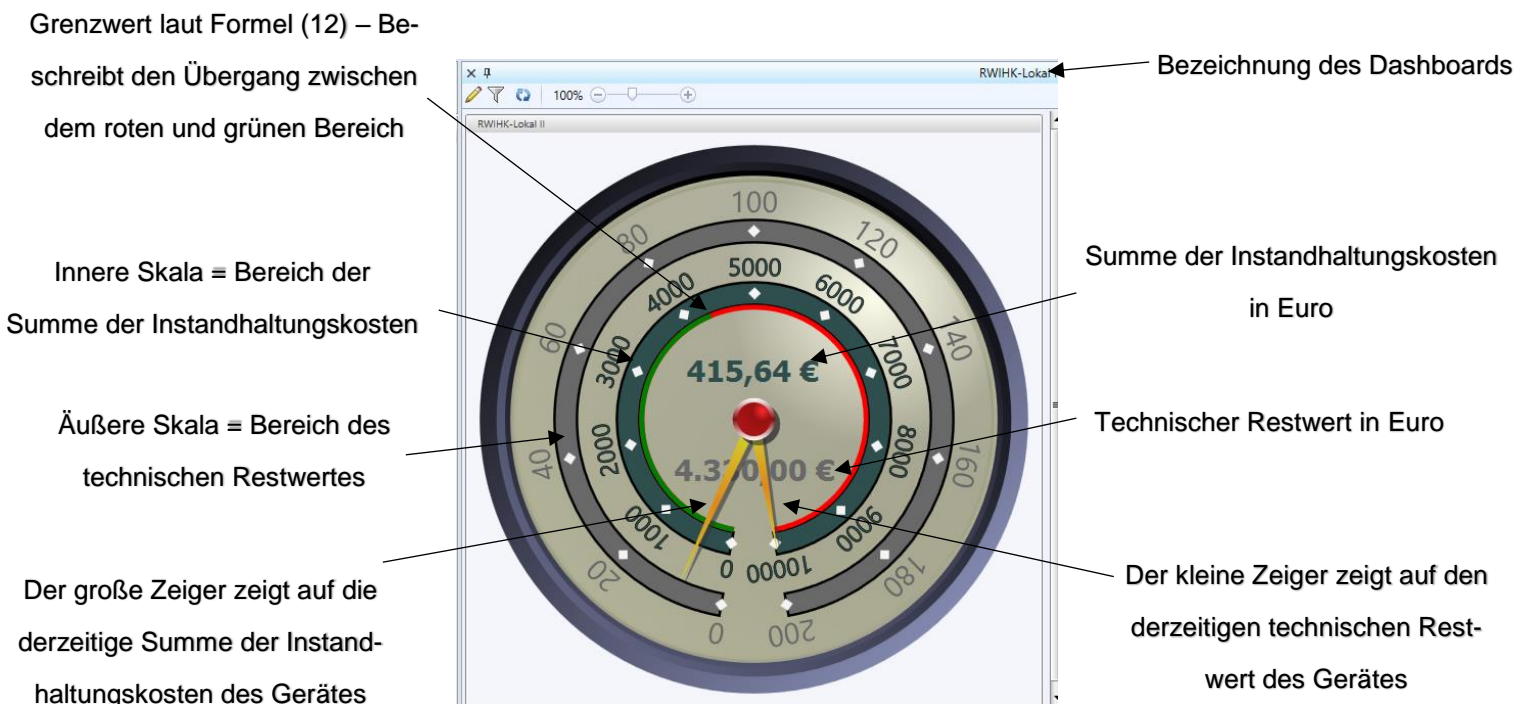 Grenzwert laut Formel (12) – Be-
schreibt den Übergang zwischen
dem roten und grünen Bereich
Innere Skala = Bereich der
Summe der Instandhaltungskosten
Äußere Skala = Bereich des
technischen Restwertes
Der große Zeiger zeigt auf die
derzeitige Summe der Instand-
haltungskosten des Gerätes
RWIHK-Lokal
100%
RWIHK-Lokal II
0
20
40
60
80
100
120
140
160
180
200
0
1000
2000
3000
4000
5000
6000
7000
8000
9000
10000
415,64 €
4.330,00 €
Bezeichnung des Dashboards
Summe der Instandhaltungskosten
in Euro
Technischer Restwert in Euro
Der kleine Zeiger zeigt auf den
derzeitigen technischen Rest-
wert des Gerätes